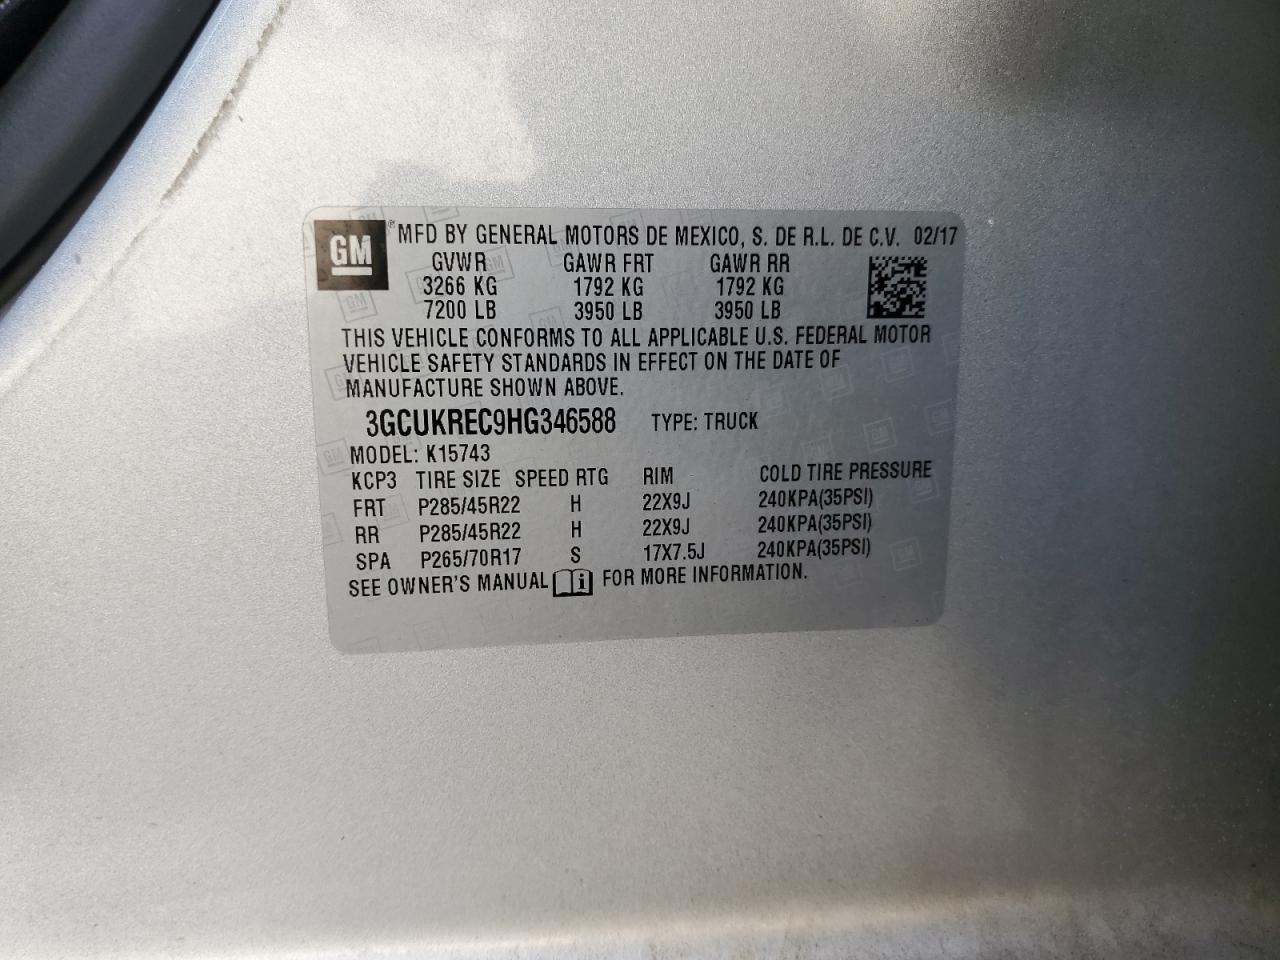 GM ® MFD BY GENERAL MOTORS DE MEXICO, S. DE R.L. DE C.V. 02/17
GVWR GAWR FRT GAWR RR
3266 KG 1792 KG 1792 KG
7200 LB 3950 LB 3950 LB
THIS VEHICLE CONFORMS TO ALL APPLICABLE U.S. FEDERAL MOTOR
VEHICLE SAFETY STANDARDS IN EFFECT ON THE DATE OF
MANUFACTURE SHOWN ABOVE.
3GCUKREC9HG346588 TYPE: TRUCK
MODEL: K15743
KCP3 TIRE SIZE SPEED RTG RIM COLD TIRE PRESSURE
FRT P285/45R22 H 22X9J 240KPA(35PSI)
RR P285/45R22 H 22X9J 240KPA(35PSI)
SPA P265/70R17 S 17X7.5J 240KPA(35PSI)
SEE OWNER'S MANUAL i FOR MORE INFORMATION.